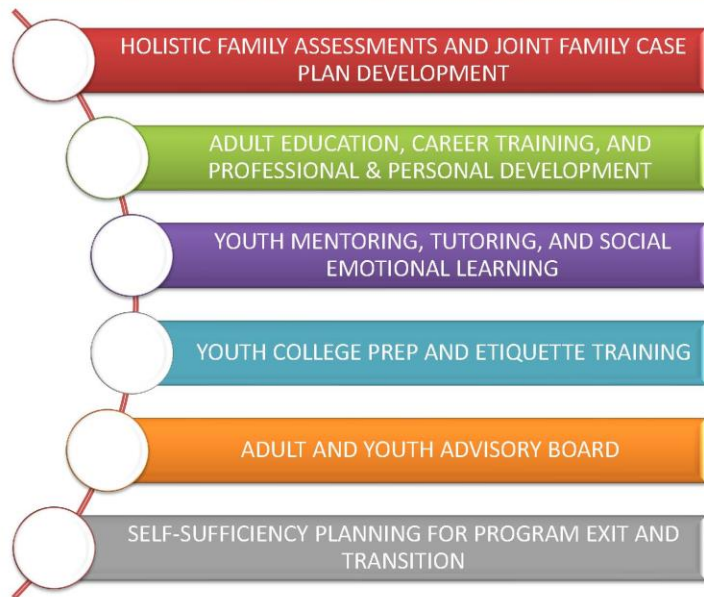 HOLISTIC FAMILY ASSESSMENTS AND JOINT FAMILY CASE
PLAN DEVELOPMENT
ADULT EDUCATION, CAREER TRAINING, AND
PROFESSIONAL & PERSONAL DEVELOPMENT
YOUTH MENTORING, TUTORING, AND SOCIAL
EMOTIONAL LEARNING
YOUTH COLLEGE PREP AND ETIQUETTE TRAINING
ADULT AND YOUTH ADVISORY BOARD
SELF-SUFFICIENCY PLANNING FOR PROGRAM EXIT AND
TRANSITION